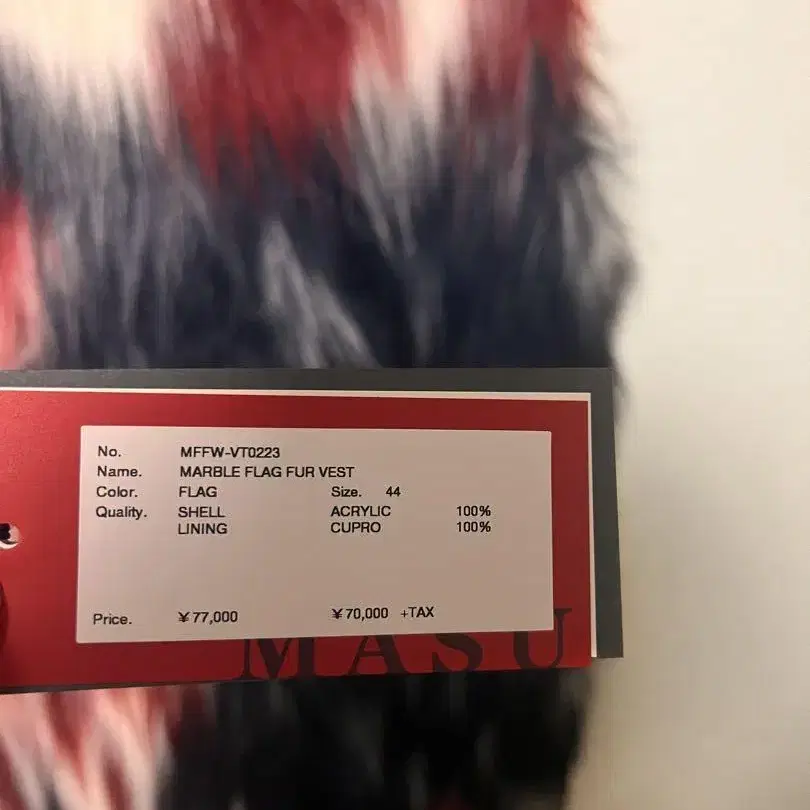 No. MFFW-VT0223
Name. MARBLE FLAG FUR VEST
Color. FLAG Size. 44
Quality. SHELL ACRYLIC 100%
LINING CUPRO 100%
Price. ￥77,000 ￥70,000 +TAX
MASU